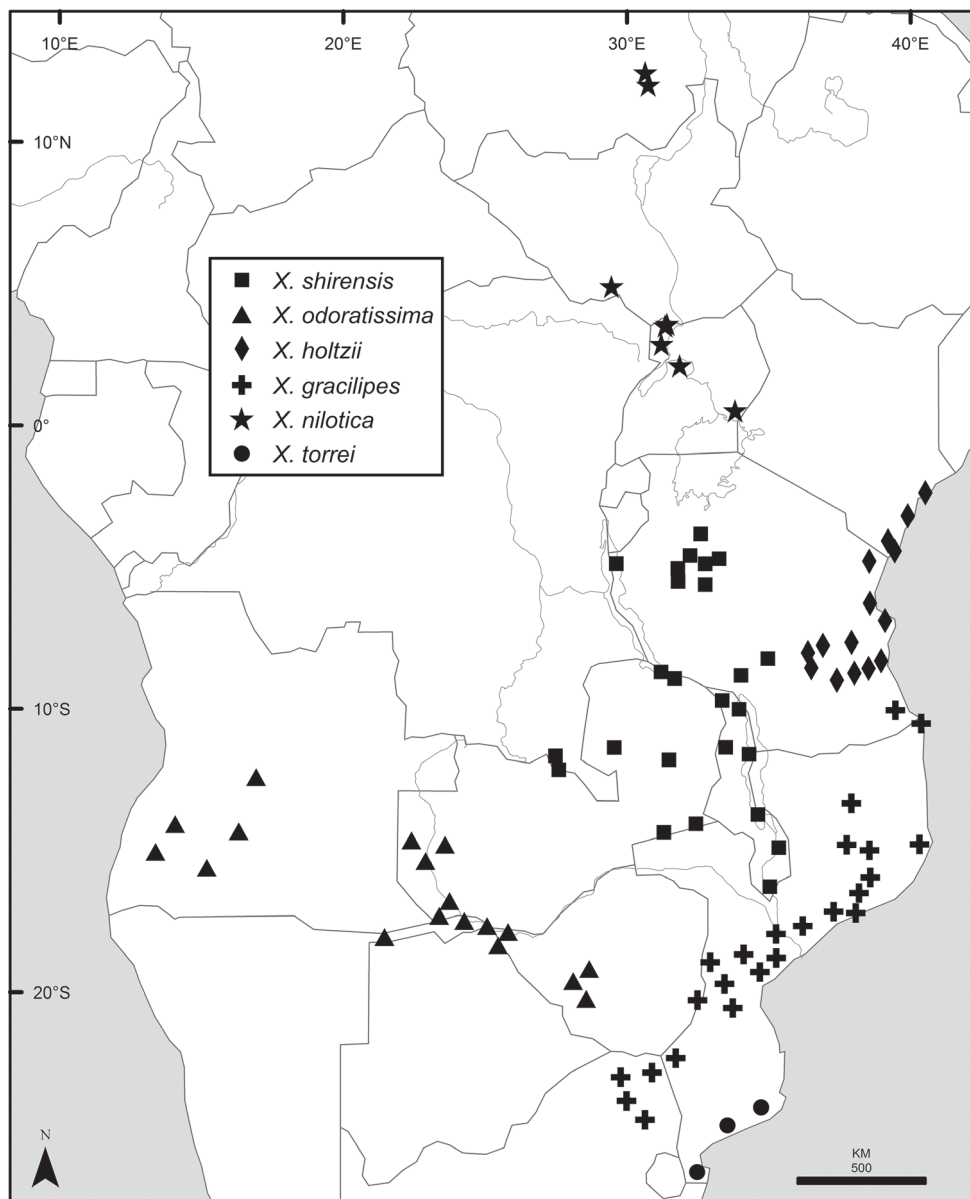 10°E 20°E 30°E 40°E
10°N
X. shirensis
X. odoratissima
X. holtzii
X. gracilipes
X. nilotica
X. torrei
0°
10°S
20°S
N
KM
500